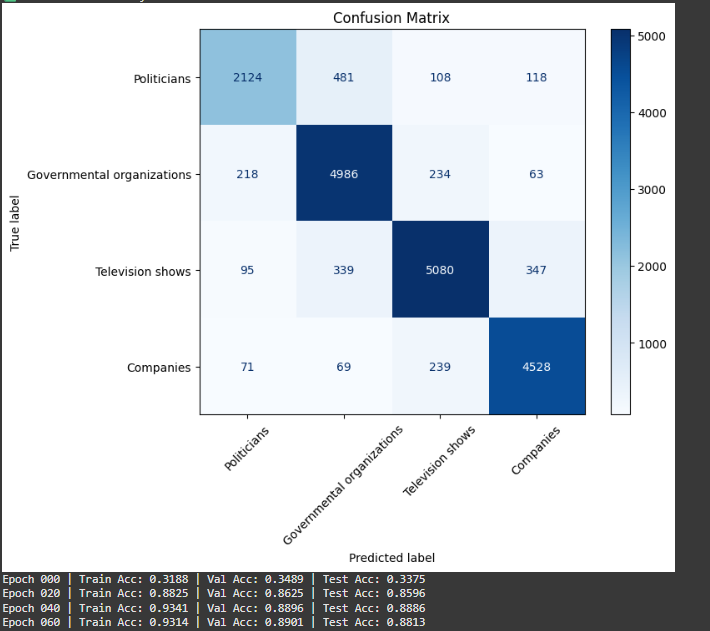 Confusion Matrix
True label
Politicians
2124 481 108 118
Governmental organizations
218 4986 234 63
Television shows
95 339 5080 347
Companies
71 69 239 4528
5000
4000
3000
2000
1000
Politicians
Governmental organizations
Television shows
Companies
Predicted label
Epoch 000 | Train Acc: 0.3188 | Val Acc: 0.3489 | Test Acc: 0.3375
Epoch 020 | Train Acc: 0.8825 | Val Acc: 0.8625 | Test Acc: 0.8596
Epoch 040 | Train Acc: 0.9341 | Val Acc: 0.8896 | Test Acc: 0.8886
Epoch 060 | Train Acc: 0.9314 | Val Acc: 0.8901 | Test Acc: 0.8813